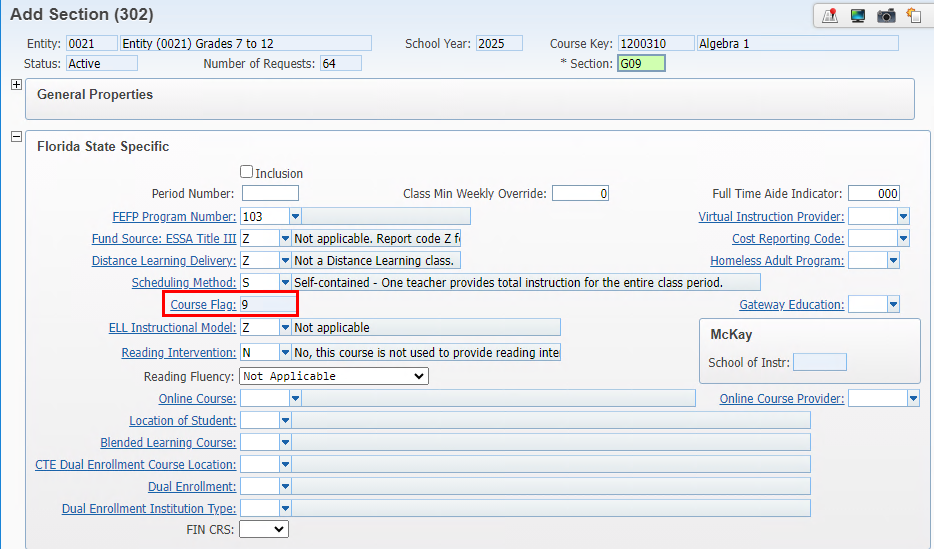 Add Section (302)
Entity: 0021 Entity (0021) Grades 7 to 12 School Year: 2025 Course Key: 1200310 Algebra 1
Status: Active Number of Requests: 64 * Section: G09
General Properties
Florida State Specific
Inclusion
Period Number: Class Min Weekly Override: 0 Full Time Aide Indicator: 000
FEFP Program Number: 103 Virtual Instruction Provider:
Fund Source: ESSA Title III Z Not applicable. Report code Z f Cost Reporting Code:
Distance Learning Delivery: Z Not a Distance Learning class. Homeless Adult Program:
Scheduling Method: S Self-contained - One teacher provides total instruction for the entire class period.
Course Flag: 9 Gateway Education:
ELL Instructional Model: Z Not applicable
McKay
Reading Intervention: N No, this course is not used to provide reading inte
School of Instr:
Reading Fluency: Not Applicable
Online Course: Online Course Provider:
Location of Student:
Blended Learning Course:
CTE Dual Enrollment Course Location:
Dual Enrollment:
Dual Enrollment Institution Type:
FIN CRS: